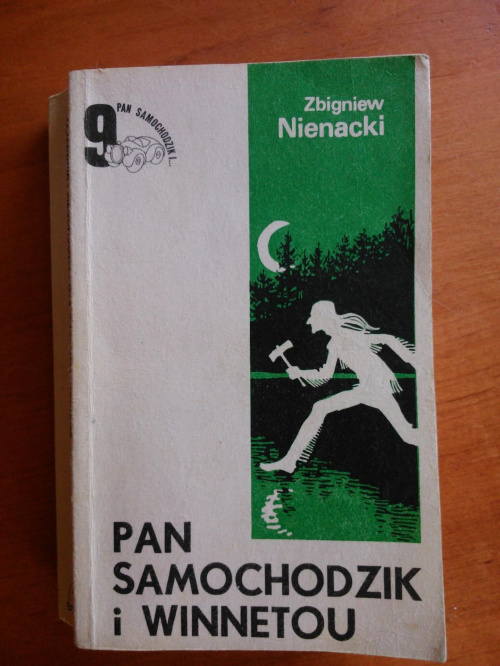 9
PAN SAMOCHODZIK I...
Zbigniew
Nienacki
PAN
SAMOCHODZIK
i WINNETOU